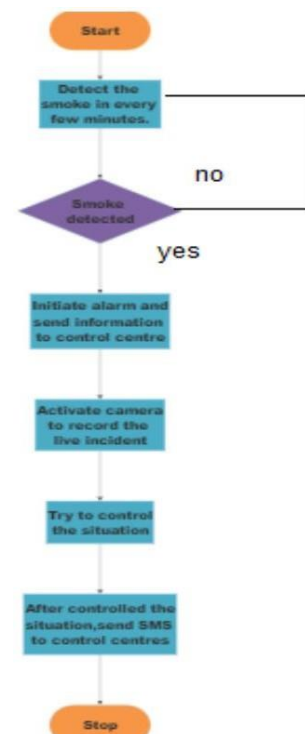 Start
Detect the
smoke in every
few minutes.
no
Smoke
detected
yes
Initiate alarm and
send information
to control centre
Activate camera
to record the
live incident
Try to control
the situation
After controlled the
situation,send SMS
to control centres
Stop